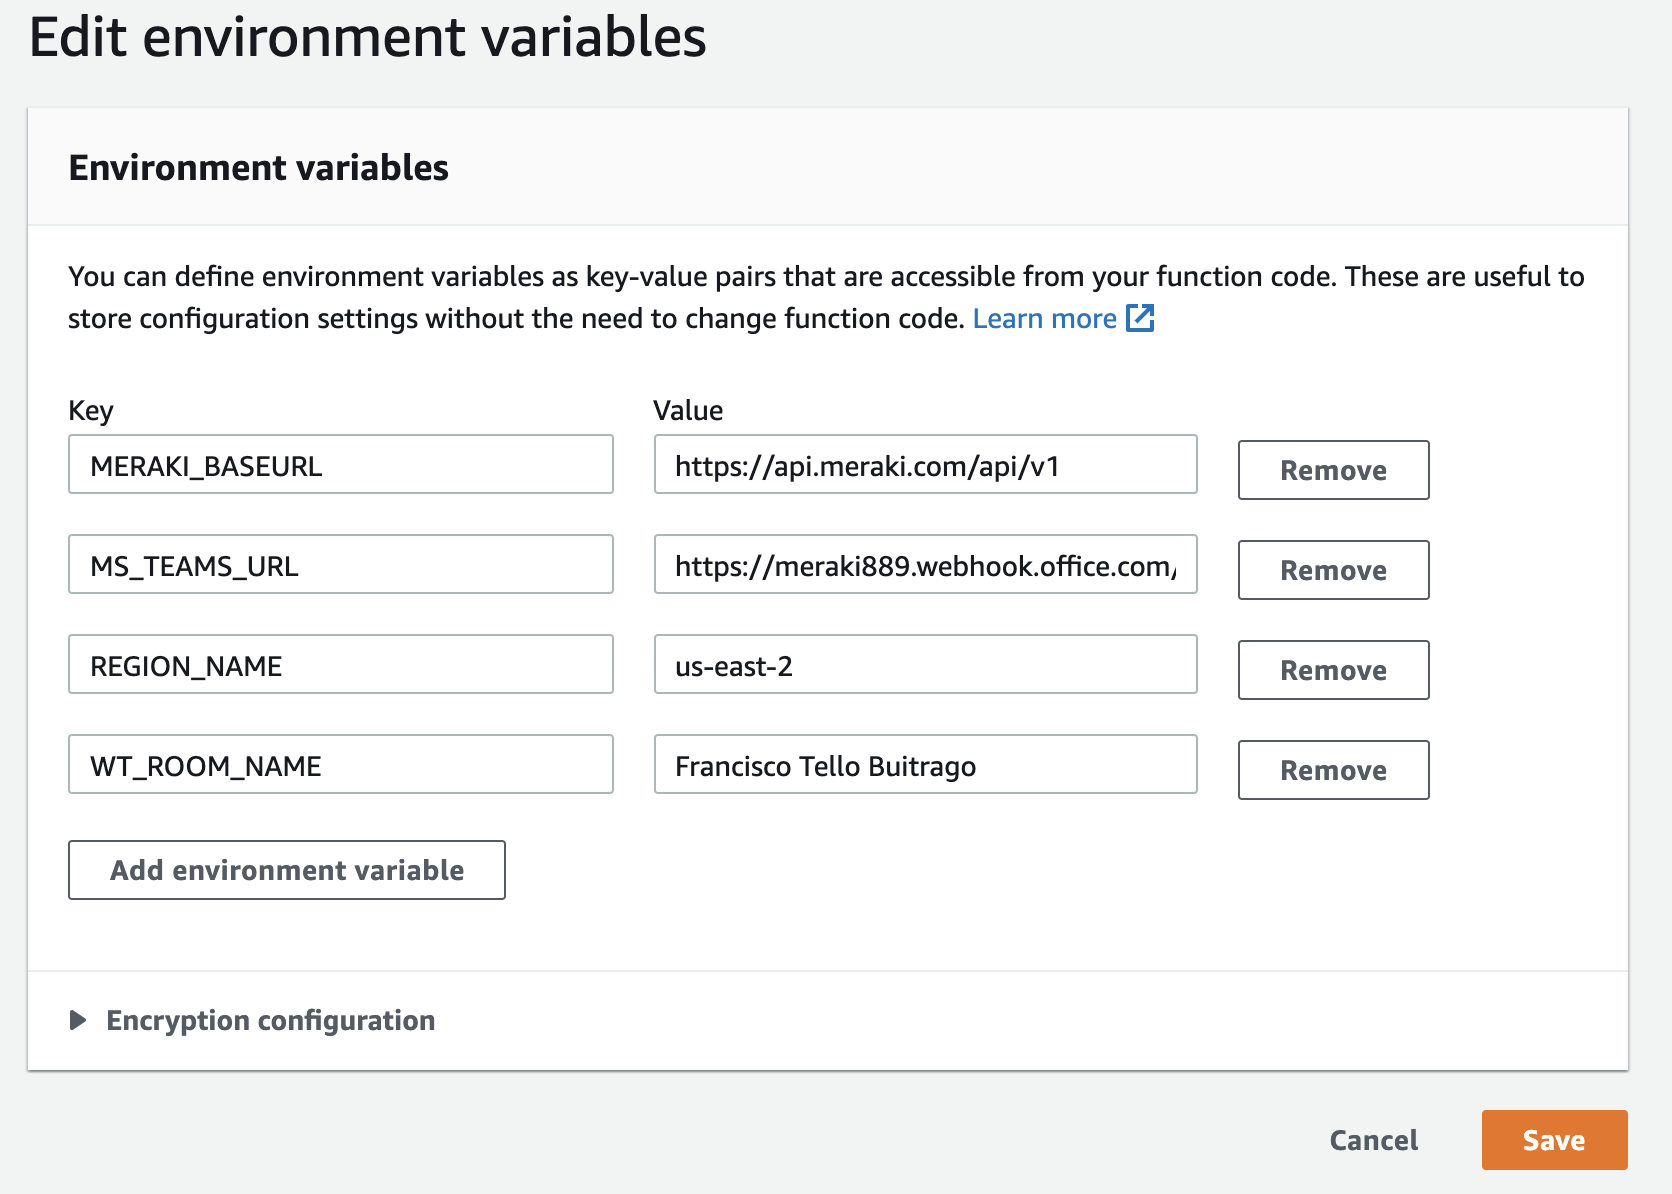 Edit environment variables
Environment variables
You can define environment variables as key-value pairs that are accessible from your function code. These are useful to
store configuration settings without the need to change function code. Learn more
Key Value
MERAKI_BASEURL https://api.meraki.com/api/v1 Remove
MS_TEAMS_URL https://meraki889.webhook.office.com/ Remove
REGION_NAME us-east-2 Remove
WT_ROOM_NAME Francisco Tello Buitrago Remove
Add environment variable
Encryption configuration
Cancel Save